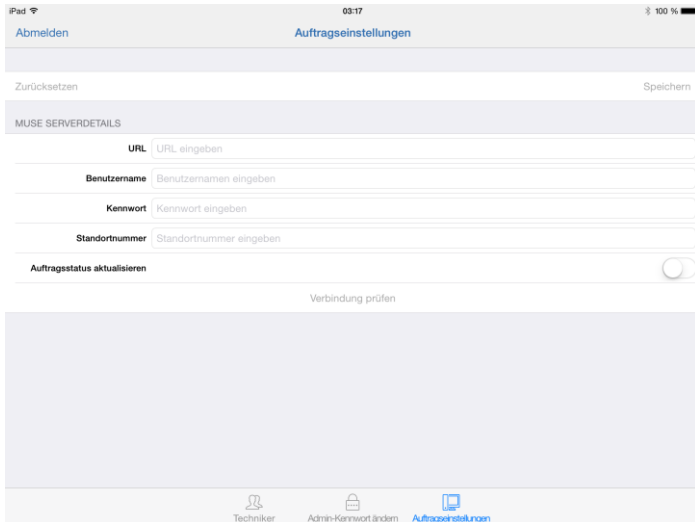 iPad 03:17 100 %
Abmelden Auftragseinstellungen
Zurücksetzen Speichern
MUSE SERVERDETAILS
URL URL eingeben
Benutzername Benutzernamen eingeben
Kennwort Kennwort eingeben
Standortnummer Standortnummer eingeben
Auftragsstatus aktualisieren
Verbindung prüfen
Techniker Admin-Kennwort ändern Auftragseinstellungen